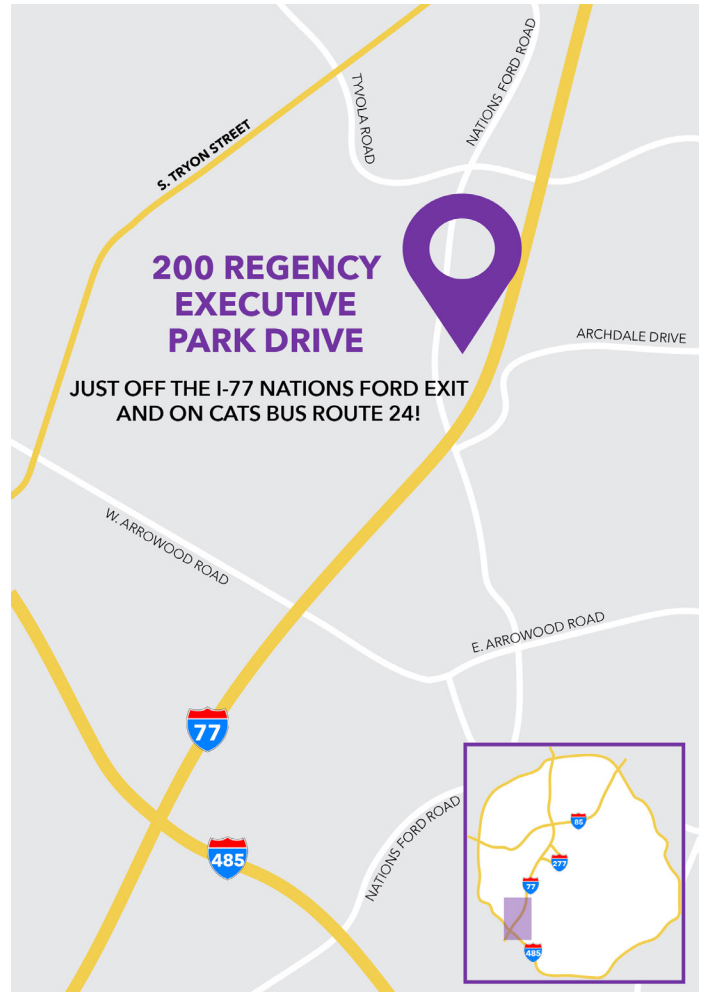 NATIONS FORD ROAD
TYVOLA ROAD
S. TRYON STREET
200 REGENCY
EXECUTIVE
PARK DRIVE
ARCHDALE DRIVE
JUST OFF THE I-77 NATIONS FORD EXIT
AND ON CATS BUS ROUTE 24!
W. ARROWOOD ROAD
E. ARROWOOD ROAD
77
485
NATIONS FORD ROAD
85
277
77
485